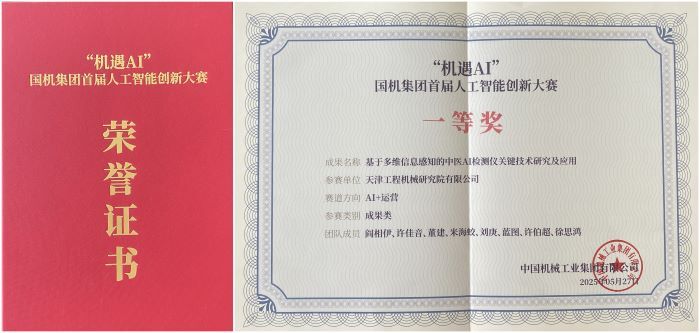 “机遇AI”
国机集团首届人工智能创新大赛
荣
誉
证
书
“机遇AI”
国机集团首届人工智能创新大赛
一等奖
成果名称 基于多维信息感知的中医AI检测仪关键技术研究及应用
参赛单位 天津工程机械研究院有限公司
赛道方向 AI+运营
参赛类别 成果类
团队成员 阎相伊、许佳音、董建、米海蛟、刘庚、蓝图、许伯超、徐思鸿
中国机械工业集团有限公司
2025年05月27日